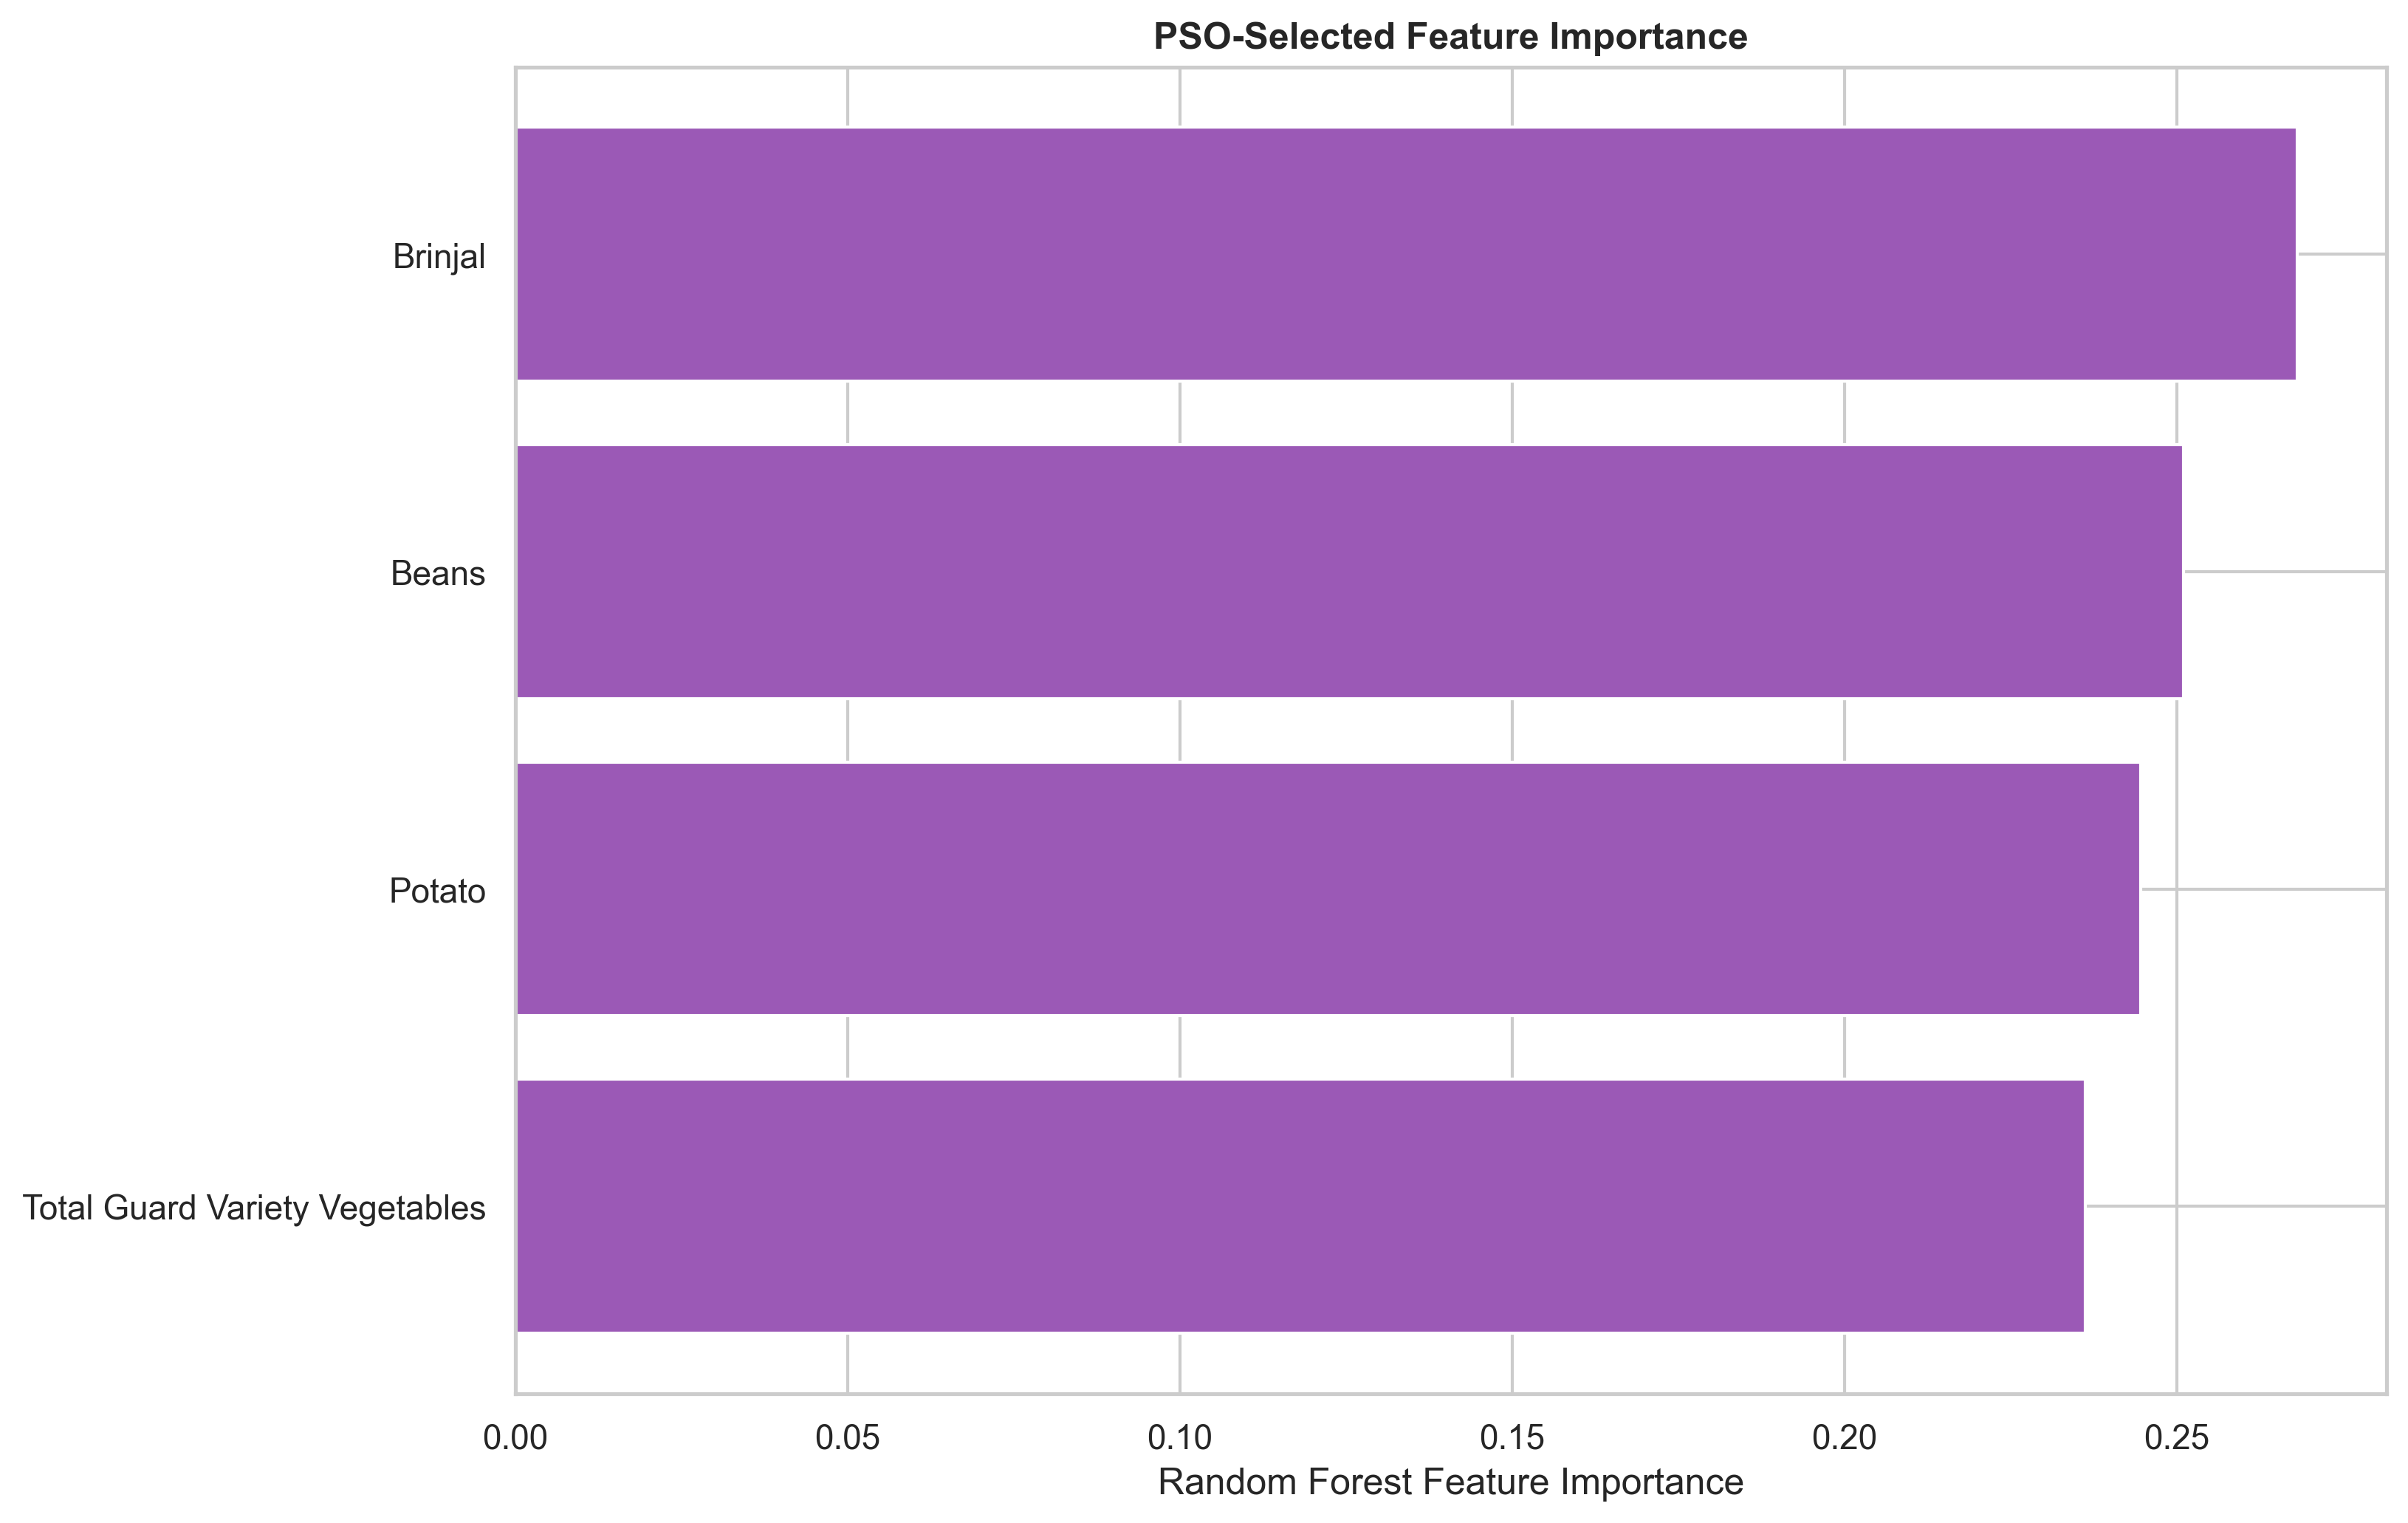 PSO-Selected Feature Importance
Brinjal
Beans
Potato
Total Guard Variety Vegetables
0.00 0.05 0.10 0.15 0.20 0.25
Random Forest Feature Importance